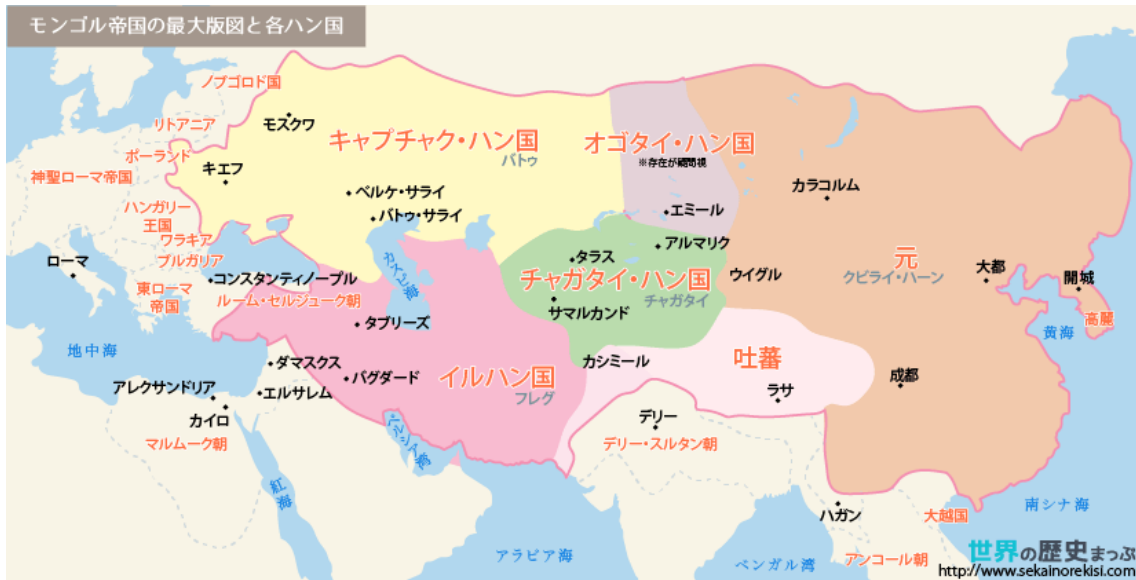 モンゴル帝国の最大版図と各ハン国
ノブゴロド国
リトアニア
モスクワ
キャプチャク・ハン国
バトゥ
オゴタイ・ハン国
※存在が疑問視
ポーランド
神聖ローマ帝国
キエフ
カラコルム
ベルケ・サライ
バトゥ・サライ
エミール
ハンガリー
王国
ワラキア
ブルガリア
アルマリク
ローマ
コンスタンティノープル
カスピ海
タラス
チャガタイ・ハン国
チャガタイ
ウイグル
元
クビライ・ハーン
大都
開城
東ローマ
帝国
ルーム・セルジューク朝
サマルカンド
高麗
タブリーズ
黄海
地中海
ダマスクス
カシミール
吐蕃
アレクサンドリア
エルサレム
バグダード
イルハン国
フレグ
ラサ
成都
カイロ
デリー
マルムーク朝
ペルシア湾
デリー・スルタン朝
紅海
ハガン
大越国
南シナ海
アラビア海
ベンガル湾
アンコール朝
世界の歴史まっぷ
http://www.sekainorekisi.com